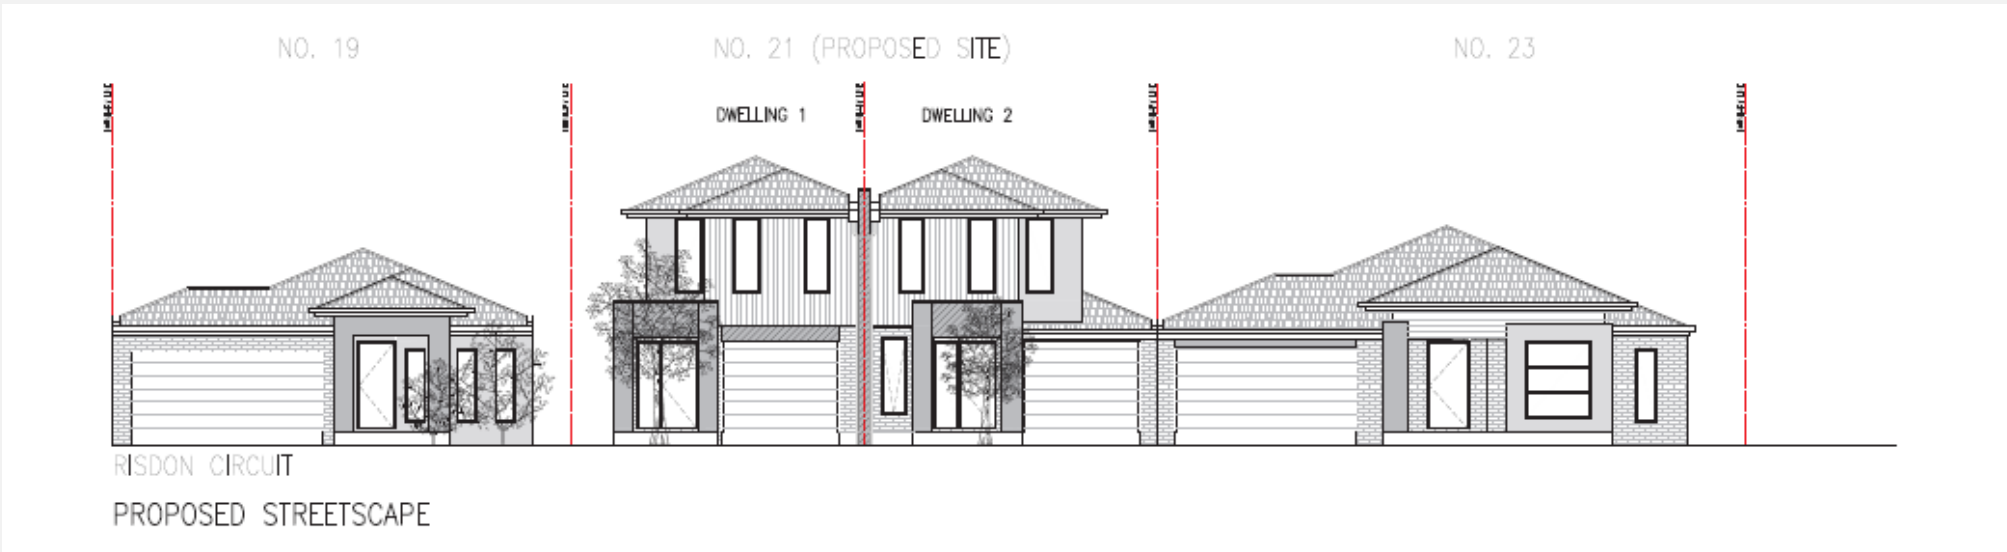 NO. 19
NO. 21 (PROPOSED SITE)
NO. 23
DWELLING 1
DWELLING 2
RISDON CIRCUIT
PROPOSED STREETSCAPE